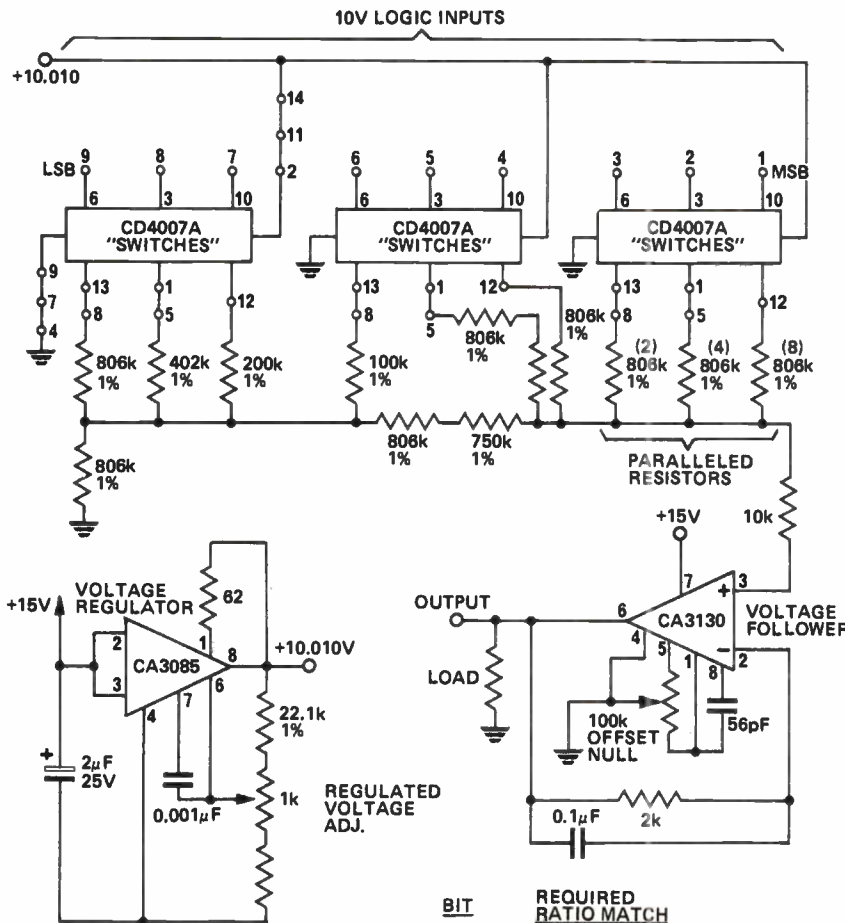 10V LOGIC INPUTS
+10.010
14
11
2
LSB
9
8
7
6
5
4
3
2
1
MSB
6
3
10
6
3
10
6
3
10
CD4007A
"SWITCHES"
CD4007A
"SWITCHES"
CD4007A
"SWITCHES"
9
7
4
13
8
1
5
12
13
8
1
5
12
13
8
1
5
12
806k
1%
402k
1%
200k
1%
100k
1%
806k
1%
806k
1%
(2)
806k
1%
(4)
806k
1%
(8)
806k
1%
806k
1%
806k
1%
750k
1%
PARALLELED
RESISTORS
10k
+15V
VOLTAGE
REGULATOR
62
+15V
CA3085
2
3
1
8
7
6
4
+10.010V
22.1k
1%
2µF
25V
+
0.001µF
1k
REGULATED
VOLTAGE
ADJ.
OUTPUT
LOAD
CA3130
7
3
+
6
4
5
1
8
−
2
VOLTAGE
FOLLOWER
100k
OFFSET
NULL
56pF
2k
0.1µF
BIT
REQUIRED
RATIO MATCH